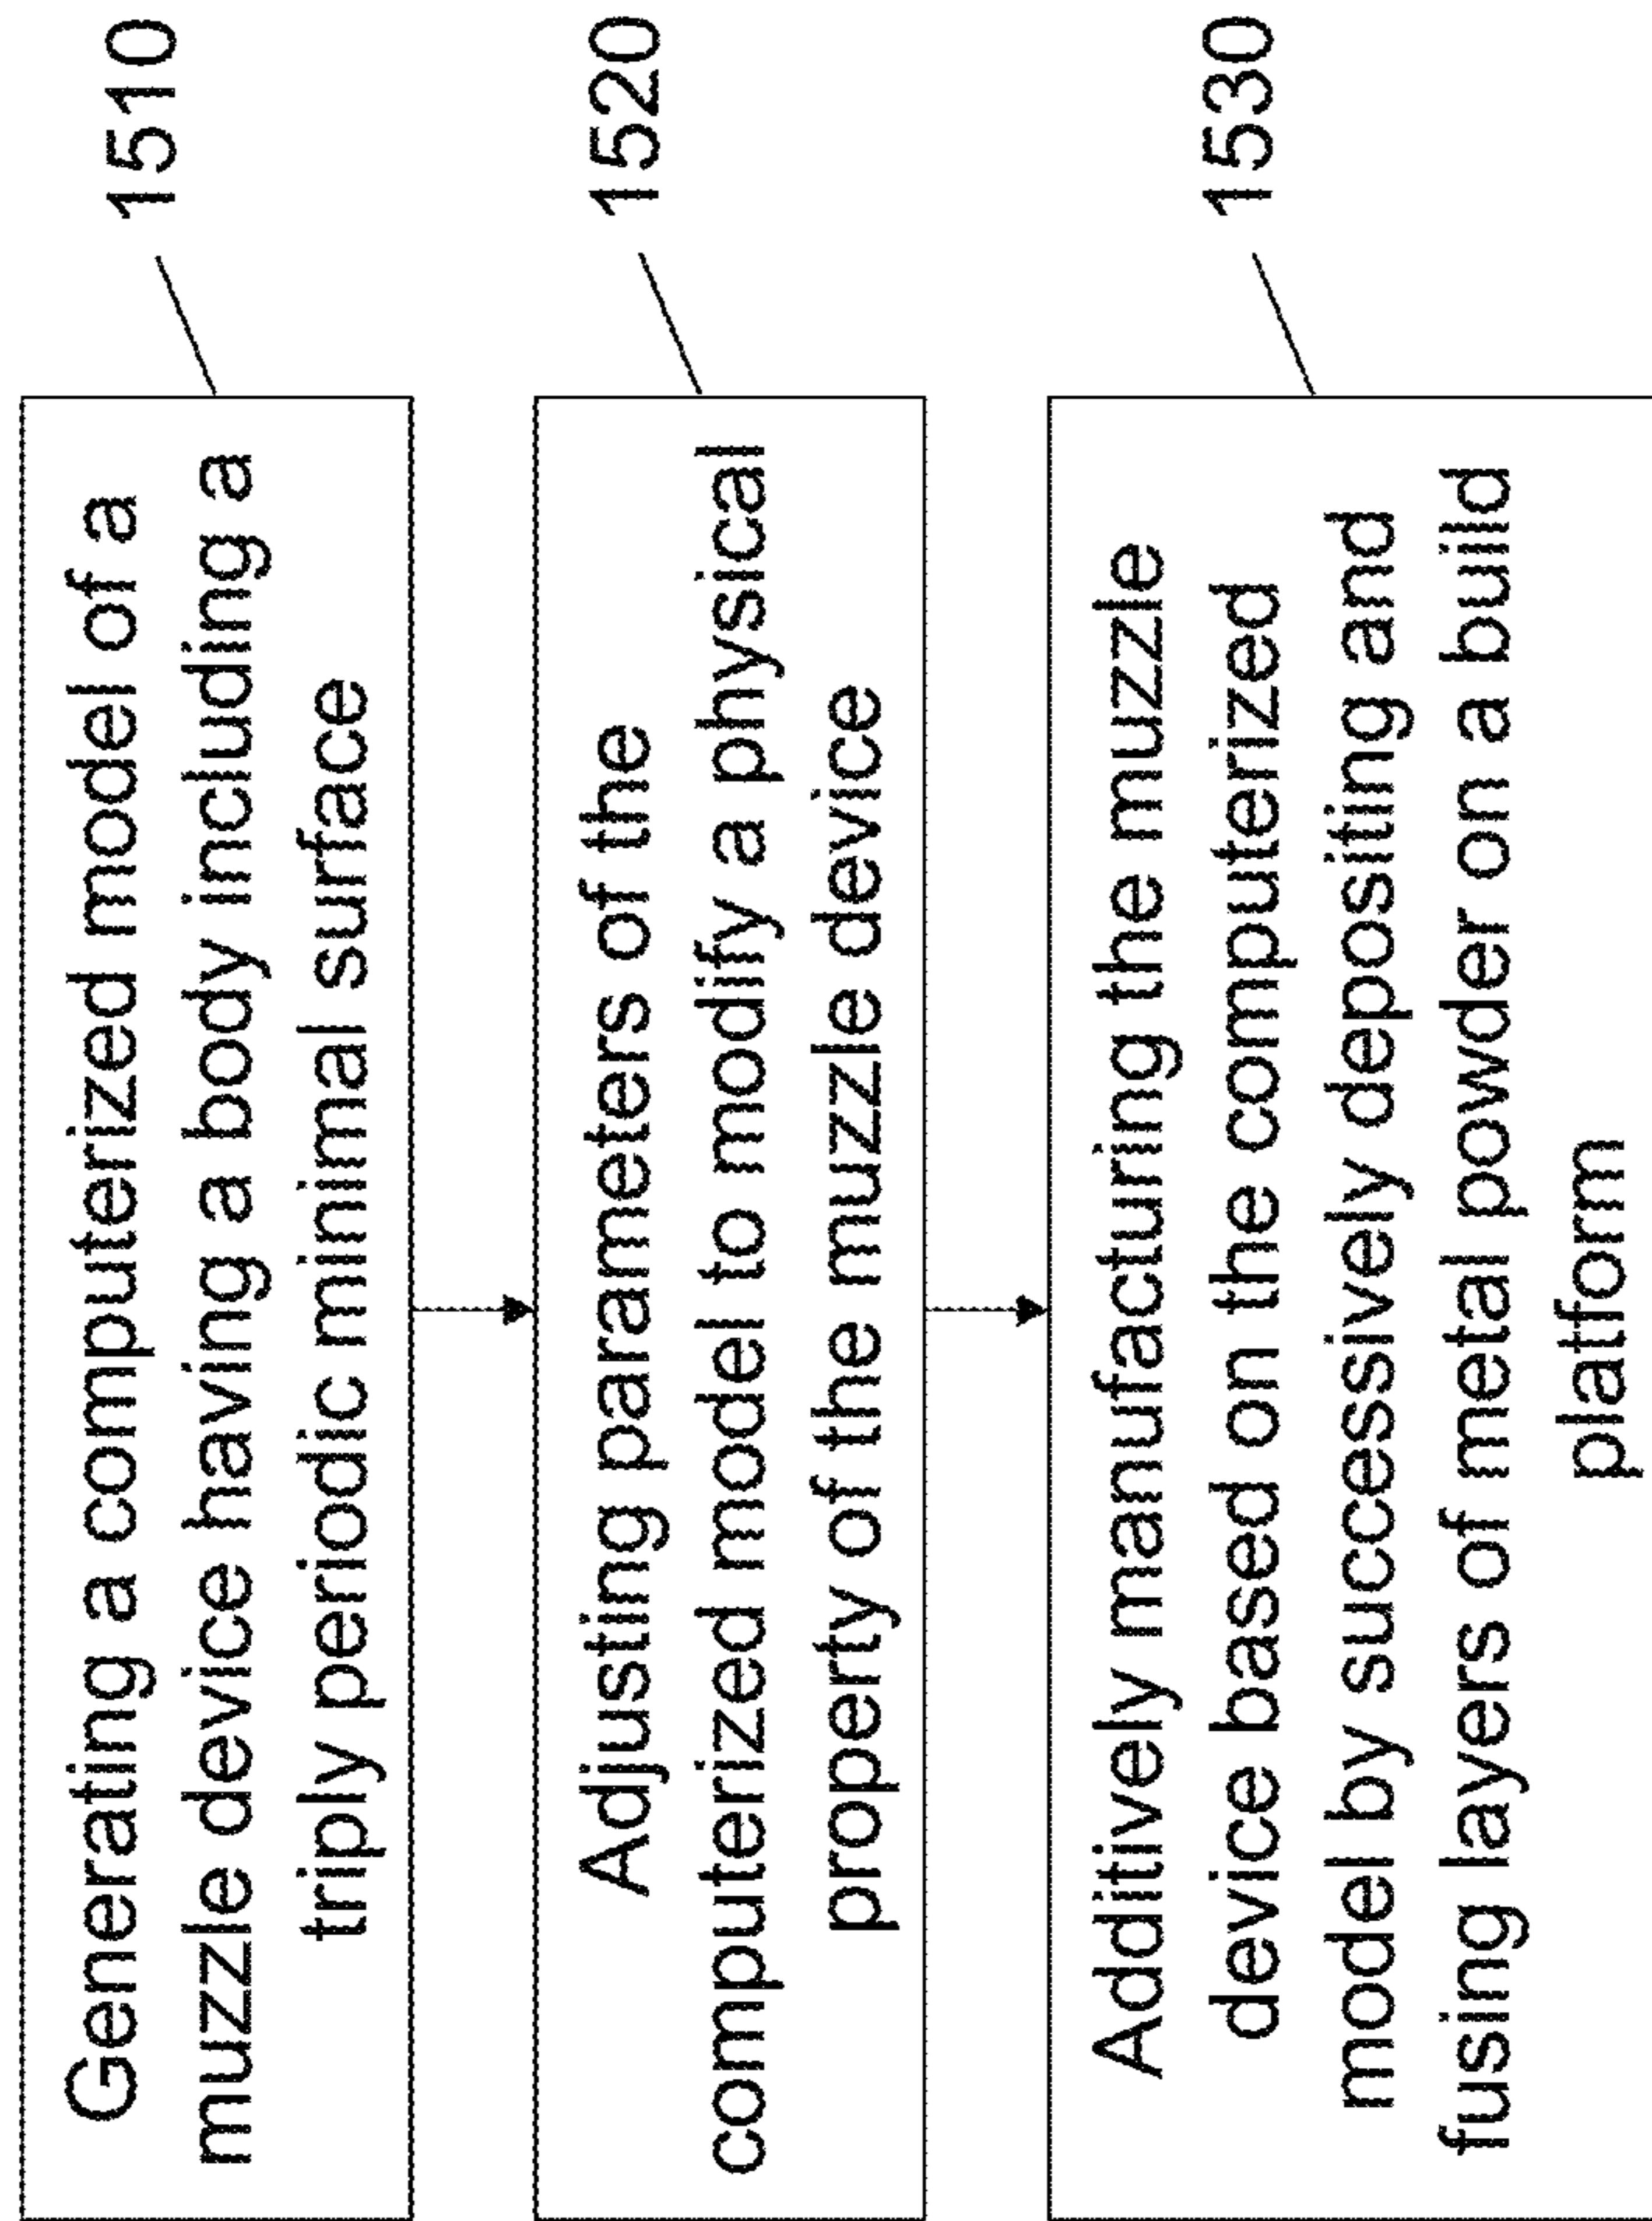 Generating a computerized model of a
muzzle device having a body including a
triply periodic minimal surface
1510
Adjusting parameters of the
computerized model to modify a physical
property of the muzzle device
1520
Additively manufacturing the muzzle
device based on the computerized
model by successively depositing and
fusing layers of metal powder on a build
platform
1530